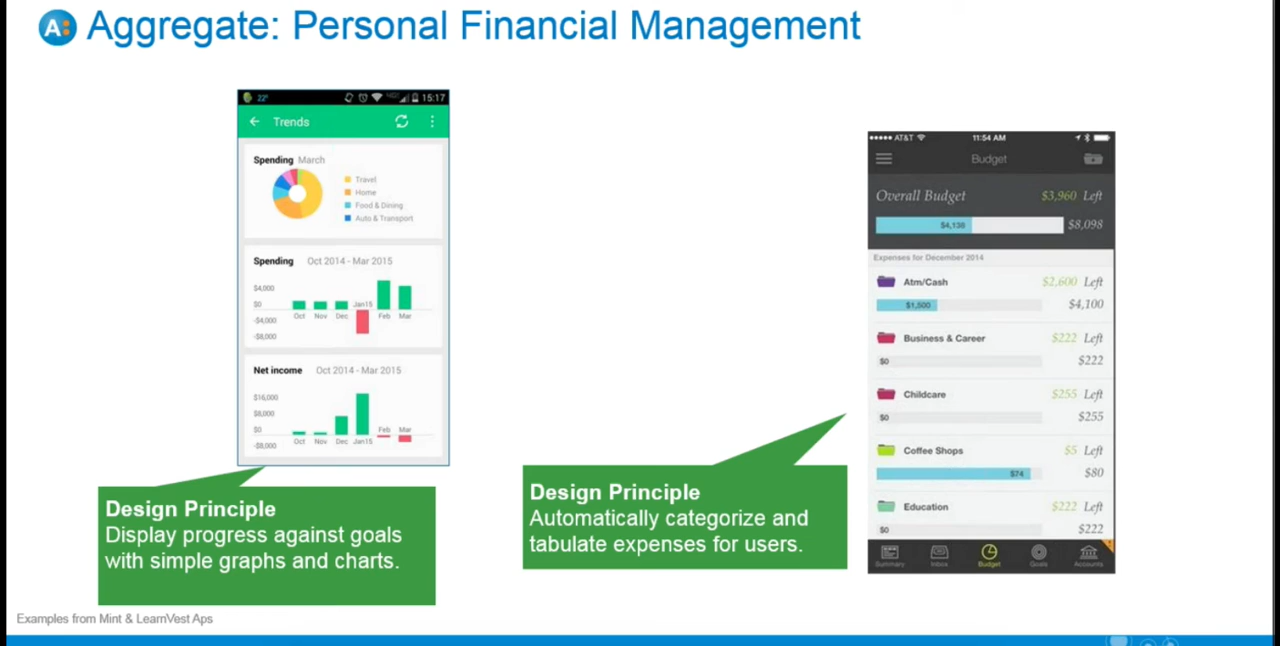 A: Aggregate: Personal Financial Management
22°
15:17
Trends
Spending March
Travel
Home
Food & Dining
Auto & Transport
Spending Oct 2014 - Mar 2015
$4,000
$0
-$4,000
-$8,000
Oct Nov Dec Jan15 Feb Mar
Net income Oct 2014 - Mar 2015
$16,000
$8,000
$0
-$8,000
Oct Nov Dec Jan15 Feb Mar
Design Principle
Display progress against goals
with simple graphs and charts.
AT&T 11:54 AM
Budget
Overall Budget $3,960 Left
$4,138 $8,098
Expenses for December 2014
Atm/Cash $2,600 Left
$1,500 $4,100
Business & Career $222 Left
$0 $222
Childcare $255 Left
$0 $255
Coffee Shops $5 Left
$74 $80
Education $222 Left
$0 $222
Summary Inbox Budget Goals Accounts
Design Principle
Automatically categorize and
tabulate expenses for users.
Examples from Mint & LearnVest Aps